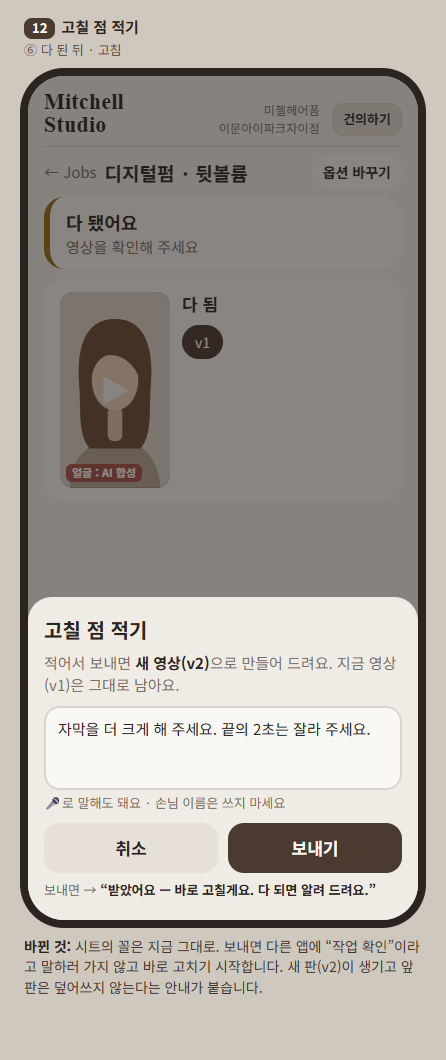 12 고칠 점 적기
⑥ 다 된 뒤 · 고침
Mitchell
Studio
미첼헤어폼
이문아이파크자이점
건의하기
← Jobs 디지털펌 · 뒷볼륨
옵션 바꾸기
다 됐어요
영상을 확인해 주세요
다 됨
v1
얼굴 : AI 합성
고칠 점 적기
적어서 보내면 새 영상(v2)으로 만들어 드려요. 지금 영상
(v1)은 그대로 남아요.
자막을 더 크게 해 주세요. 끝의 2초는 잘라 주세요.
🎤로 말해도 돼요 · 손님 이름은 쓰지 마세요
취소
보내기
보내면 → “받았어요 — 바로 고칠게요. 다 되면 알려 드려요.”
바뀐 것: 시트의 꼴은 지금 그대로. 보내면 다른 앱에 “작업 확인”이라
고 말하러 가지 않고 바로 고치기 시작합니다. 새 판(v2)이 생기고 앞
판은 덮어쓰지 않는다는 안내가 붙습니다.